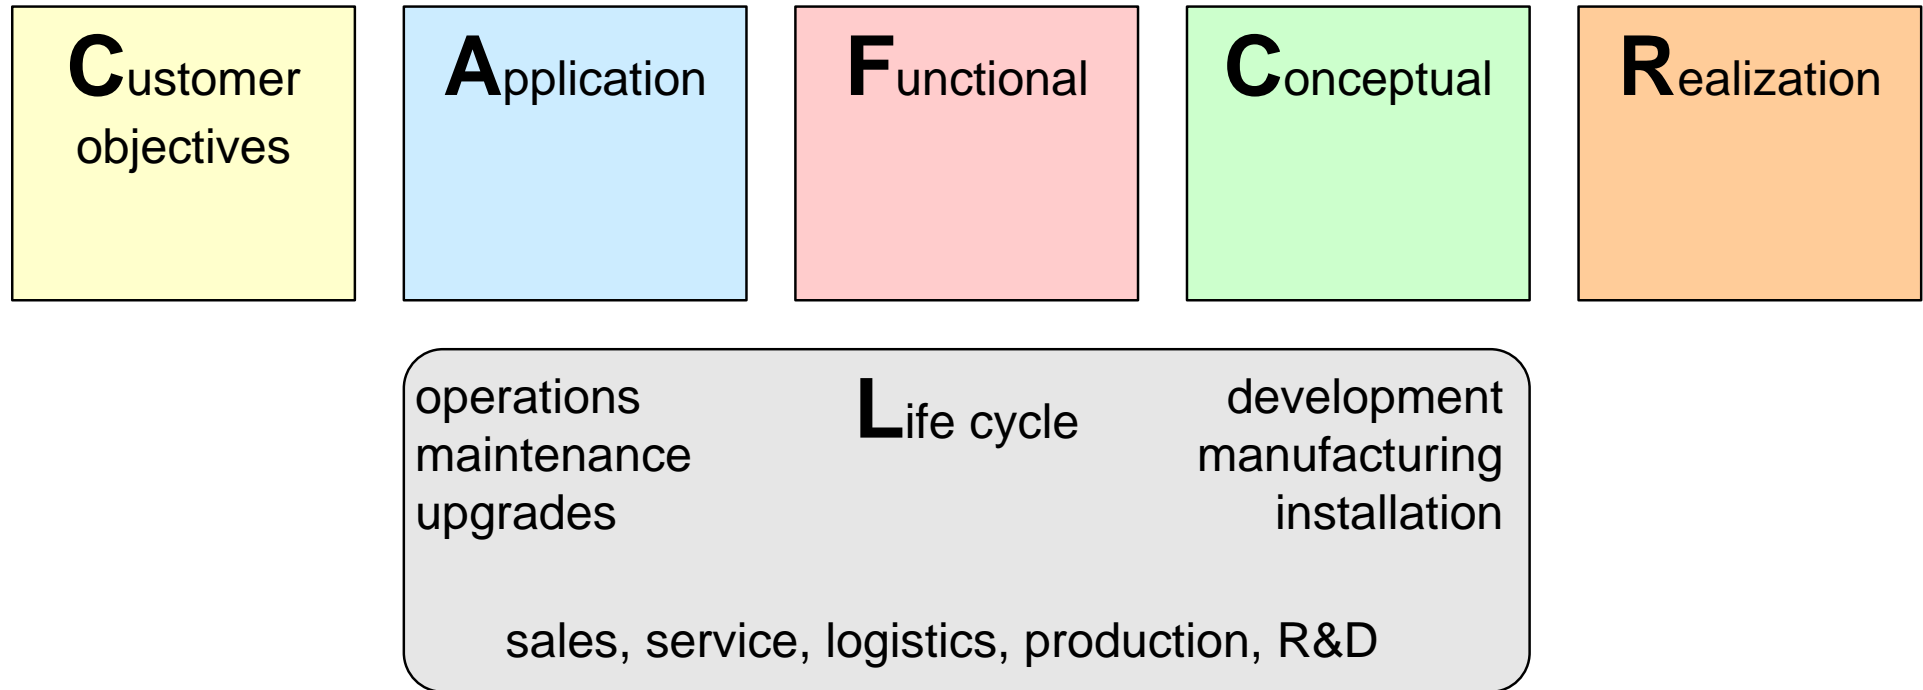 Customer
objectives
Application
Functional
Conceptual
Realization
operations
maintenance
upgrades
Life cycle
development
manufacturing
installation
sales, service, logistics, production, R&D